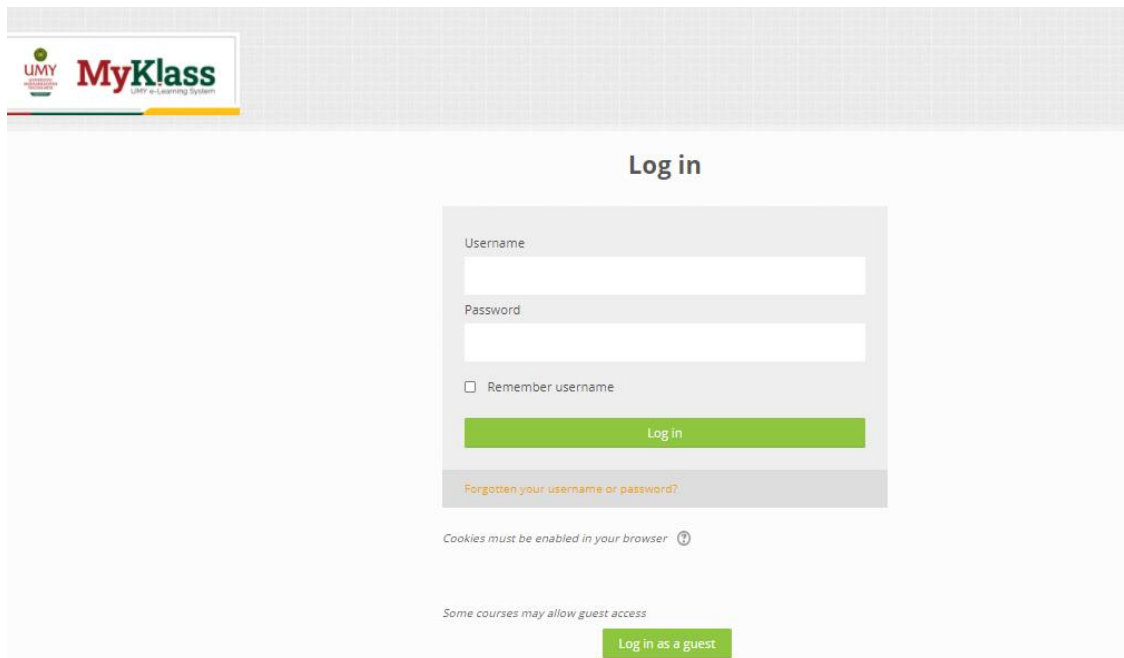 UMY
MyKlass
UMY e-Learning System
Log in
Username
Password
Remember username
Log in
Forgotten your username or password?
Cookies must be enabled in your browser
Some courses may allow guest access
Log in as a guest